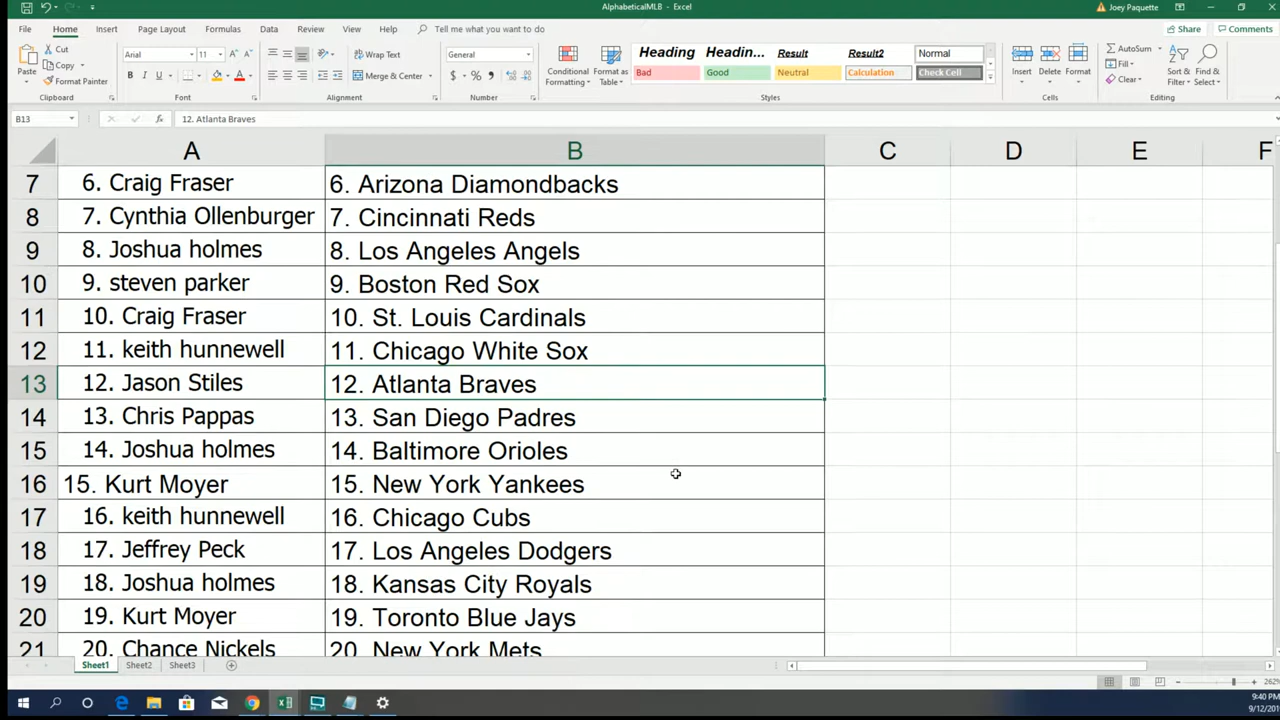 AlphabeticalMLB - Excel
Joey Paquette
File Home Insert Page Layout Formulas Data Review View Help Tell me what you want to do Share Comments
Paste
Cut
Copy
Format Painter
Clipboard
Arial 11
B I U
Font
Wrap Text
Merge & Center
Alignment
General
$ % ,
Number
Conditional Formatting
Format as Table
Heading Headin... Result Result2 Normal
Bad Good Neutral Calculation Check Cell
Styles
Insert Delete Format
Cells
AutoSum
Fill
Clear
Sort & Filter
Find & Select
Editing
B13 fx 12. Atlanta Braves
A B C D E F
7 6. Craig Fraser 6. Arizona Diamondbacks
8 7. Cynthia Ollenburger 7. Cincinnati Reds
9 8. Joshua holmes 8. Los Angeles Angels
10 9. steven parker 9. Boston Red Sox
11 10. Craig Fraser 10. St. Louis Cardinals
12 11. keith hunnewell 11. Chicago White Sox
13 12. Jason Stiles 12. Atlanta Braves
14 13. Chris Pappas 13. San Diego Padres
15 14. Joshua holmes 14. Baltimore Orioles
16 15. Kurt Moyer 15. New York Yankees
17 16. keith hunnewell 16. Chicago Cubs
18 17. Jeffrey Peck 17. Los Angeles Dodgers
19 18. Joshua holmes 18. Kansas City Royals
20 19. Kurt Moyer 19. Toronto Blue Jays
21 20. Chance Nickels 20. New York Mets
Sheet1 Sheet2 Sheet3
262%
9:40 PM
9/12/201